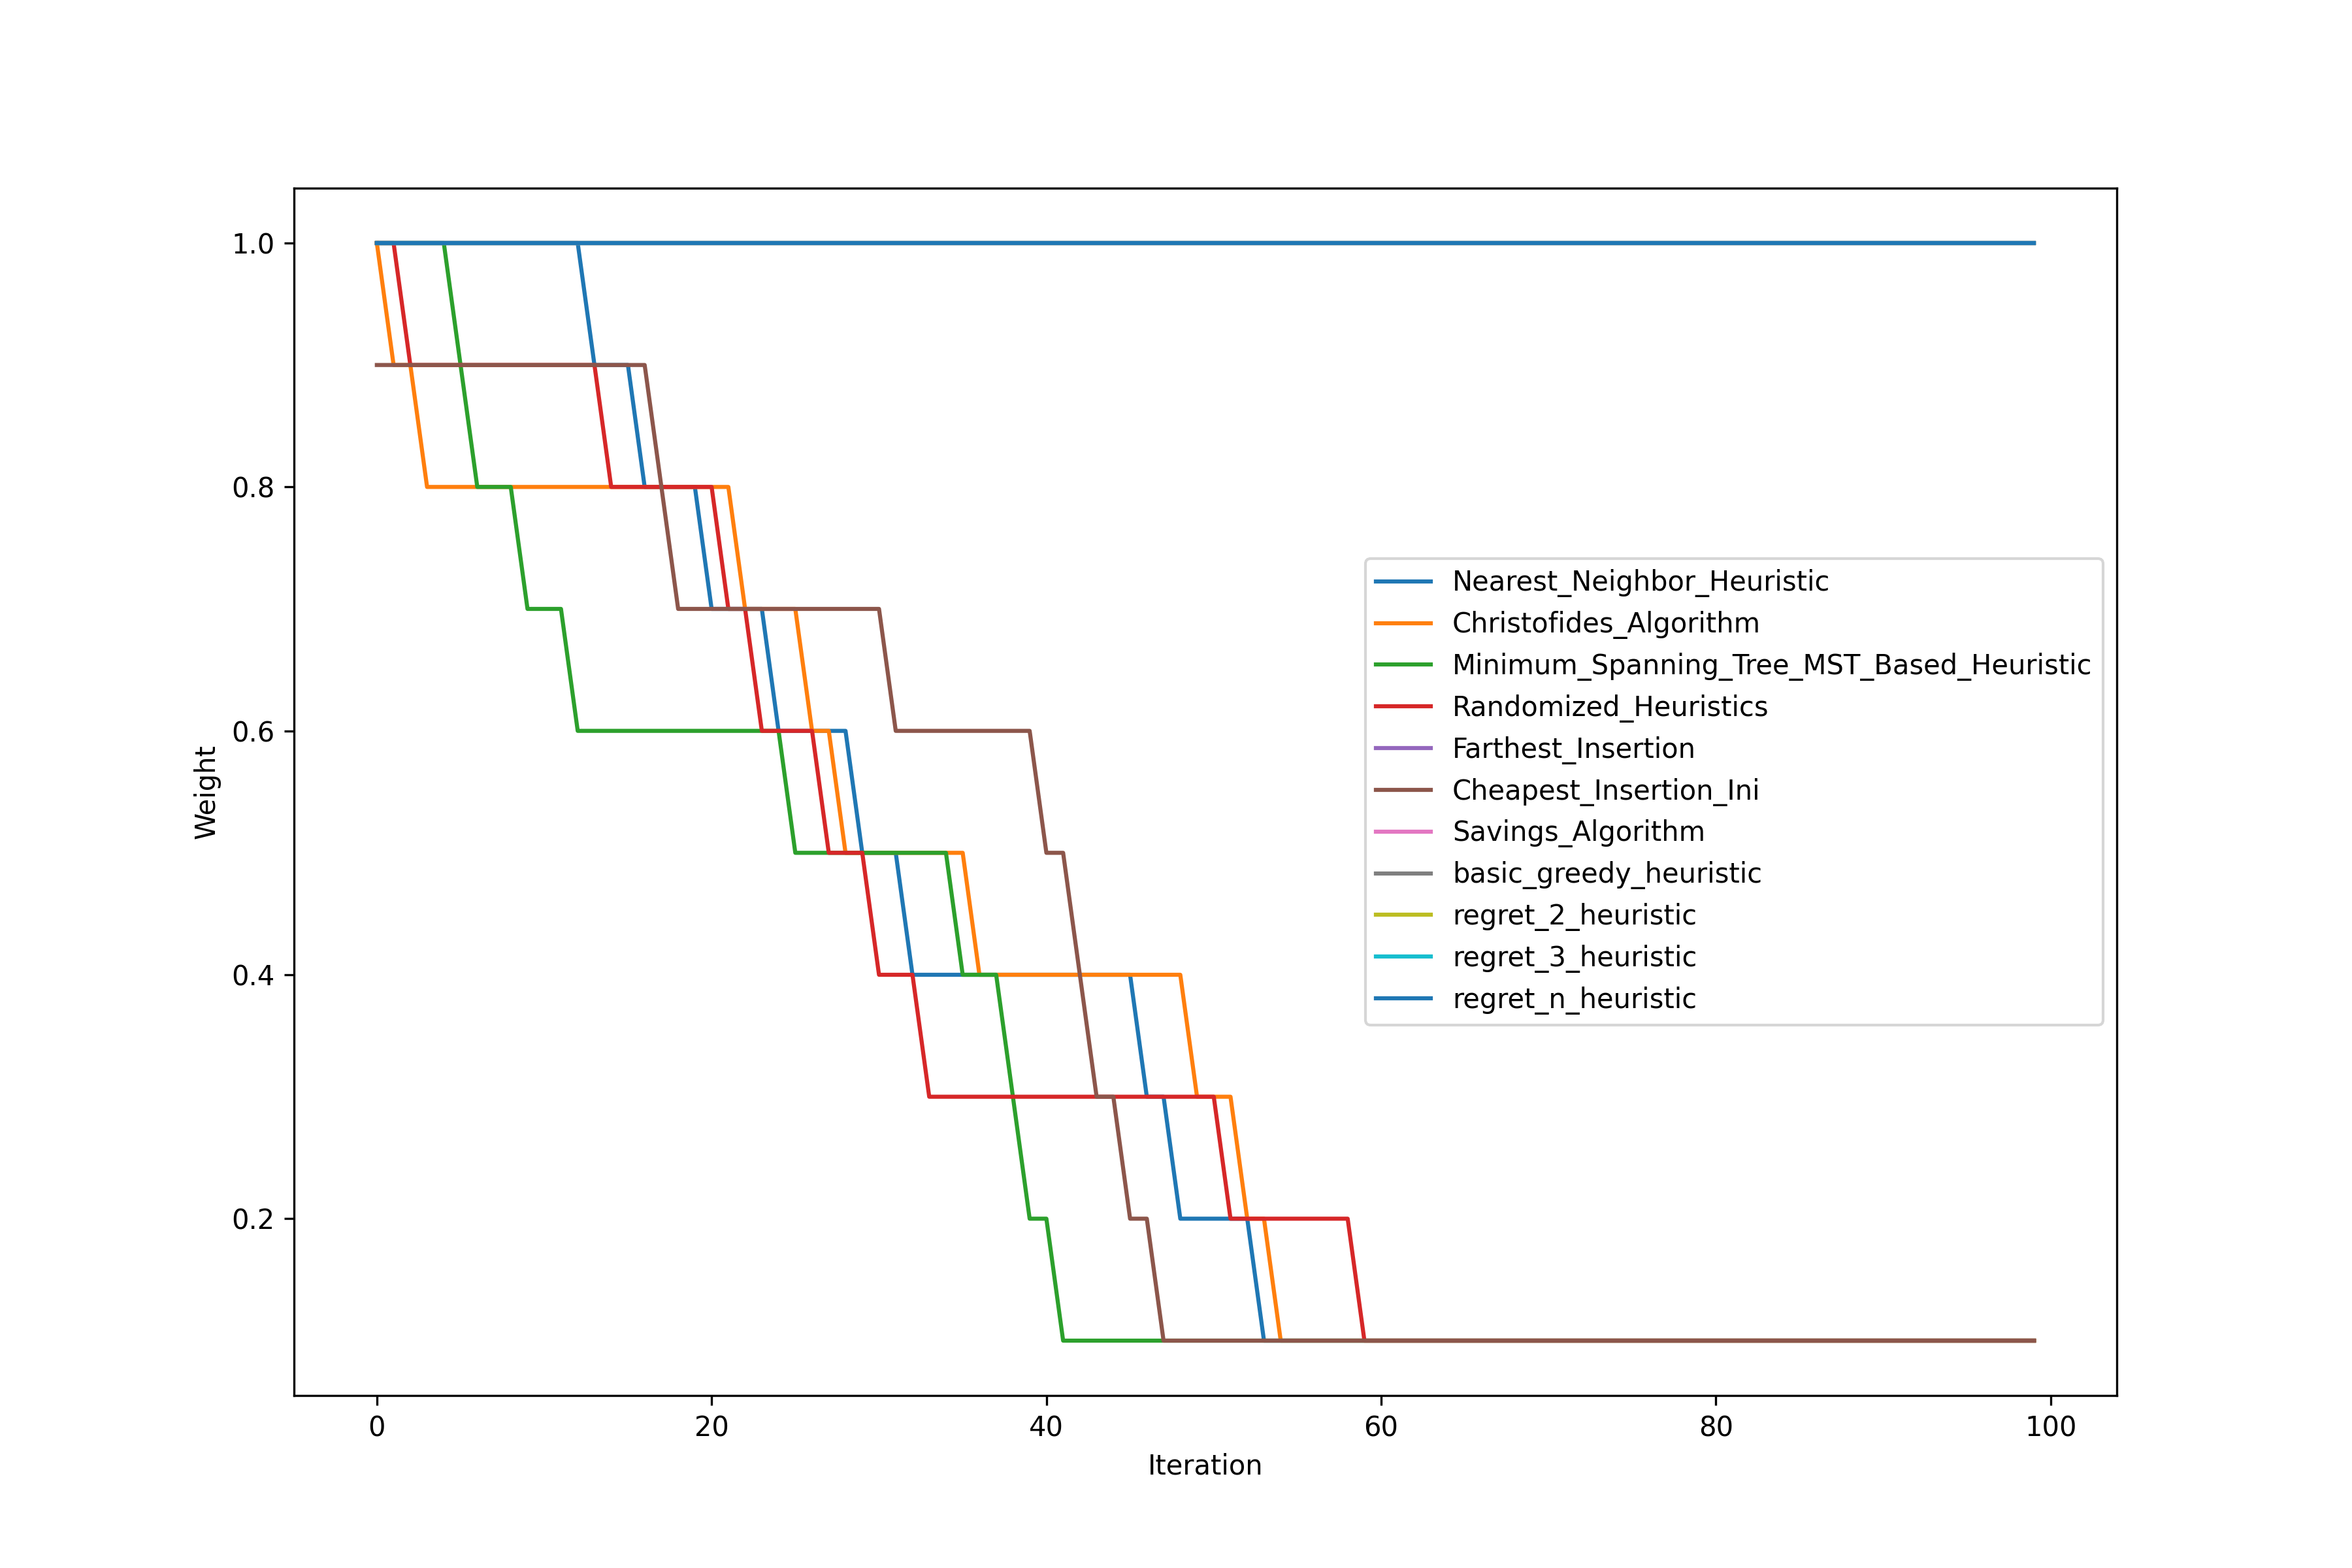 1.0
0.8
0.6
0.4
0.2
Weight
0 20 40 60 80 100
Iteration
Nearest_Neighbor_Heuristic
Christofides_Algorithm
Minimum_Spanning_Tree_MST_Based_Heuristic
Randomized_Heuristics
Farthest_Insertion
Cheapest_Insertion_Ini
Savings_Algorithm
basic_greedy_heuristic
regret_2_heuristic
regret_3_heuristic
regret_n_heuristic